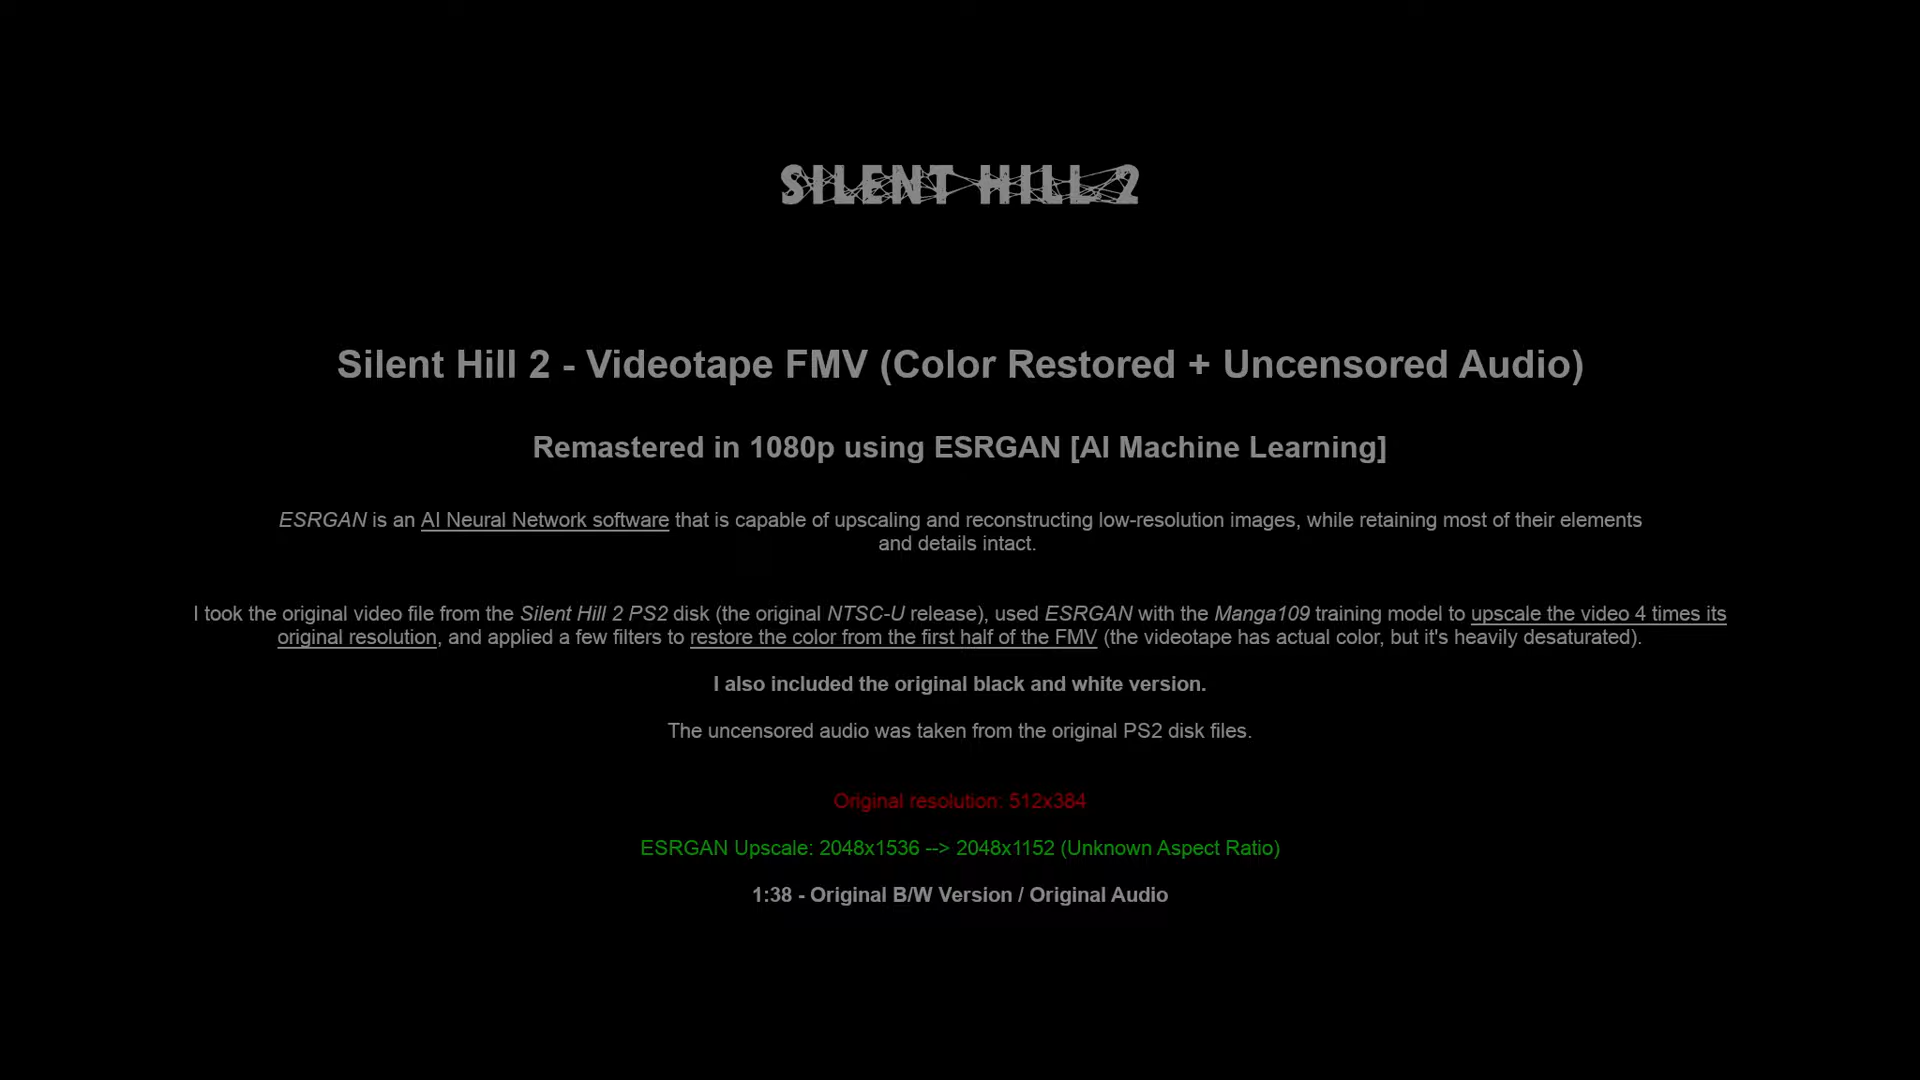 SILENT HILL 2
Silent Hill 2 - Videotape FMV (Color Restored + Uncensored Audio)
Remastered in 1080p using ESRGAN [AI Machine Learning]
ESRGAN is an AI Neural Network software that is capable of upscaling and reconstructing low-resolution images, while retaining most of their elements
and details intact.
I took the original video file from the Silent Hill 2 PS2 disk (the original NTSC-U release), used ESRGAN with the Manga109 training model to upscale the video 4 times its
original resolution, and applied a few filters to restore the color from the first half of the FMV (the videotape has actual color, but it's heavily desaturated).
I also included the original black and white version.
The uncensored audio was taken from the original PS2 disk files.
Original resolution: 512x384
ESRGAN Upscale: 2048x1536 --> 2048x1152 (Unknown Aspect Ratio)
1:38 - Original B/W Version / Original Audio